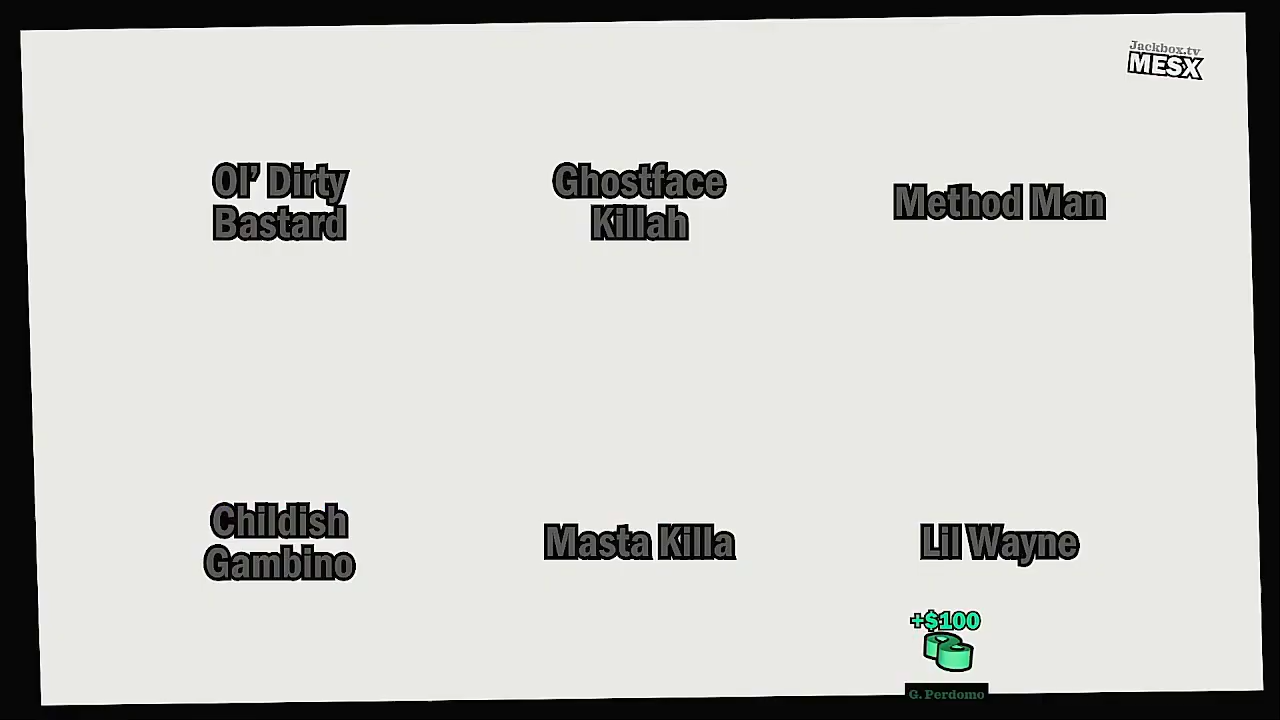 Jackbox.tv
MESX
Ol' Dirty
Bastard
Ghostface
Killah
Method Man
Childish
Gambino
Masta Killa
Lil Wayne
+$100
G. Perdomo